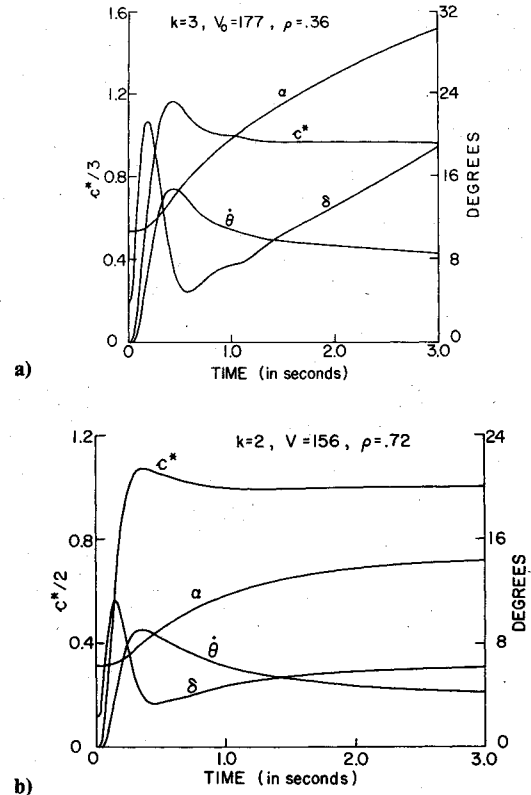 k=3, V₀=177, ρ=.36
1.6
1.2
0.8
0.4
0
c*/3
32
24
16
8
0
DEGREES
α
c*
θ̇
δ
0
1.0
2.0
3.0
TIME (in seconds)
a)
k=2, V=156, ρ=.72
1.2
0.8
0.4
0
c*/2
24
16
8
0
DEGREES
c*
α
θ̇
δ
0
1.0
2.0
3.0
TIME (in seconds)
b)